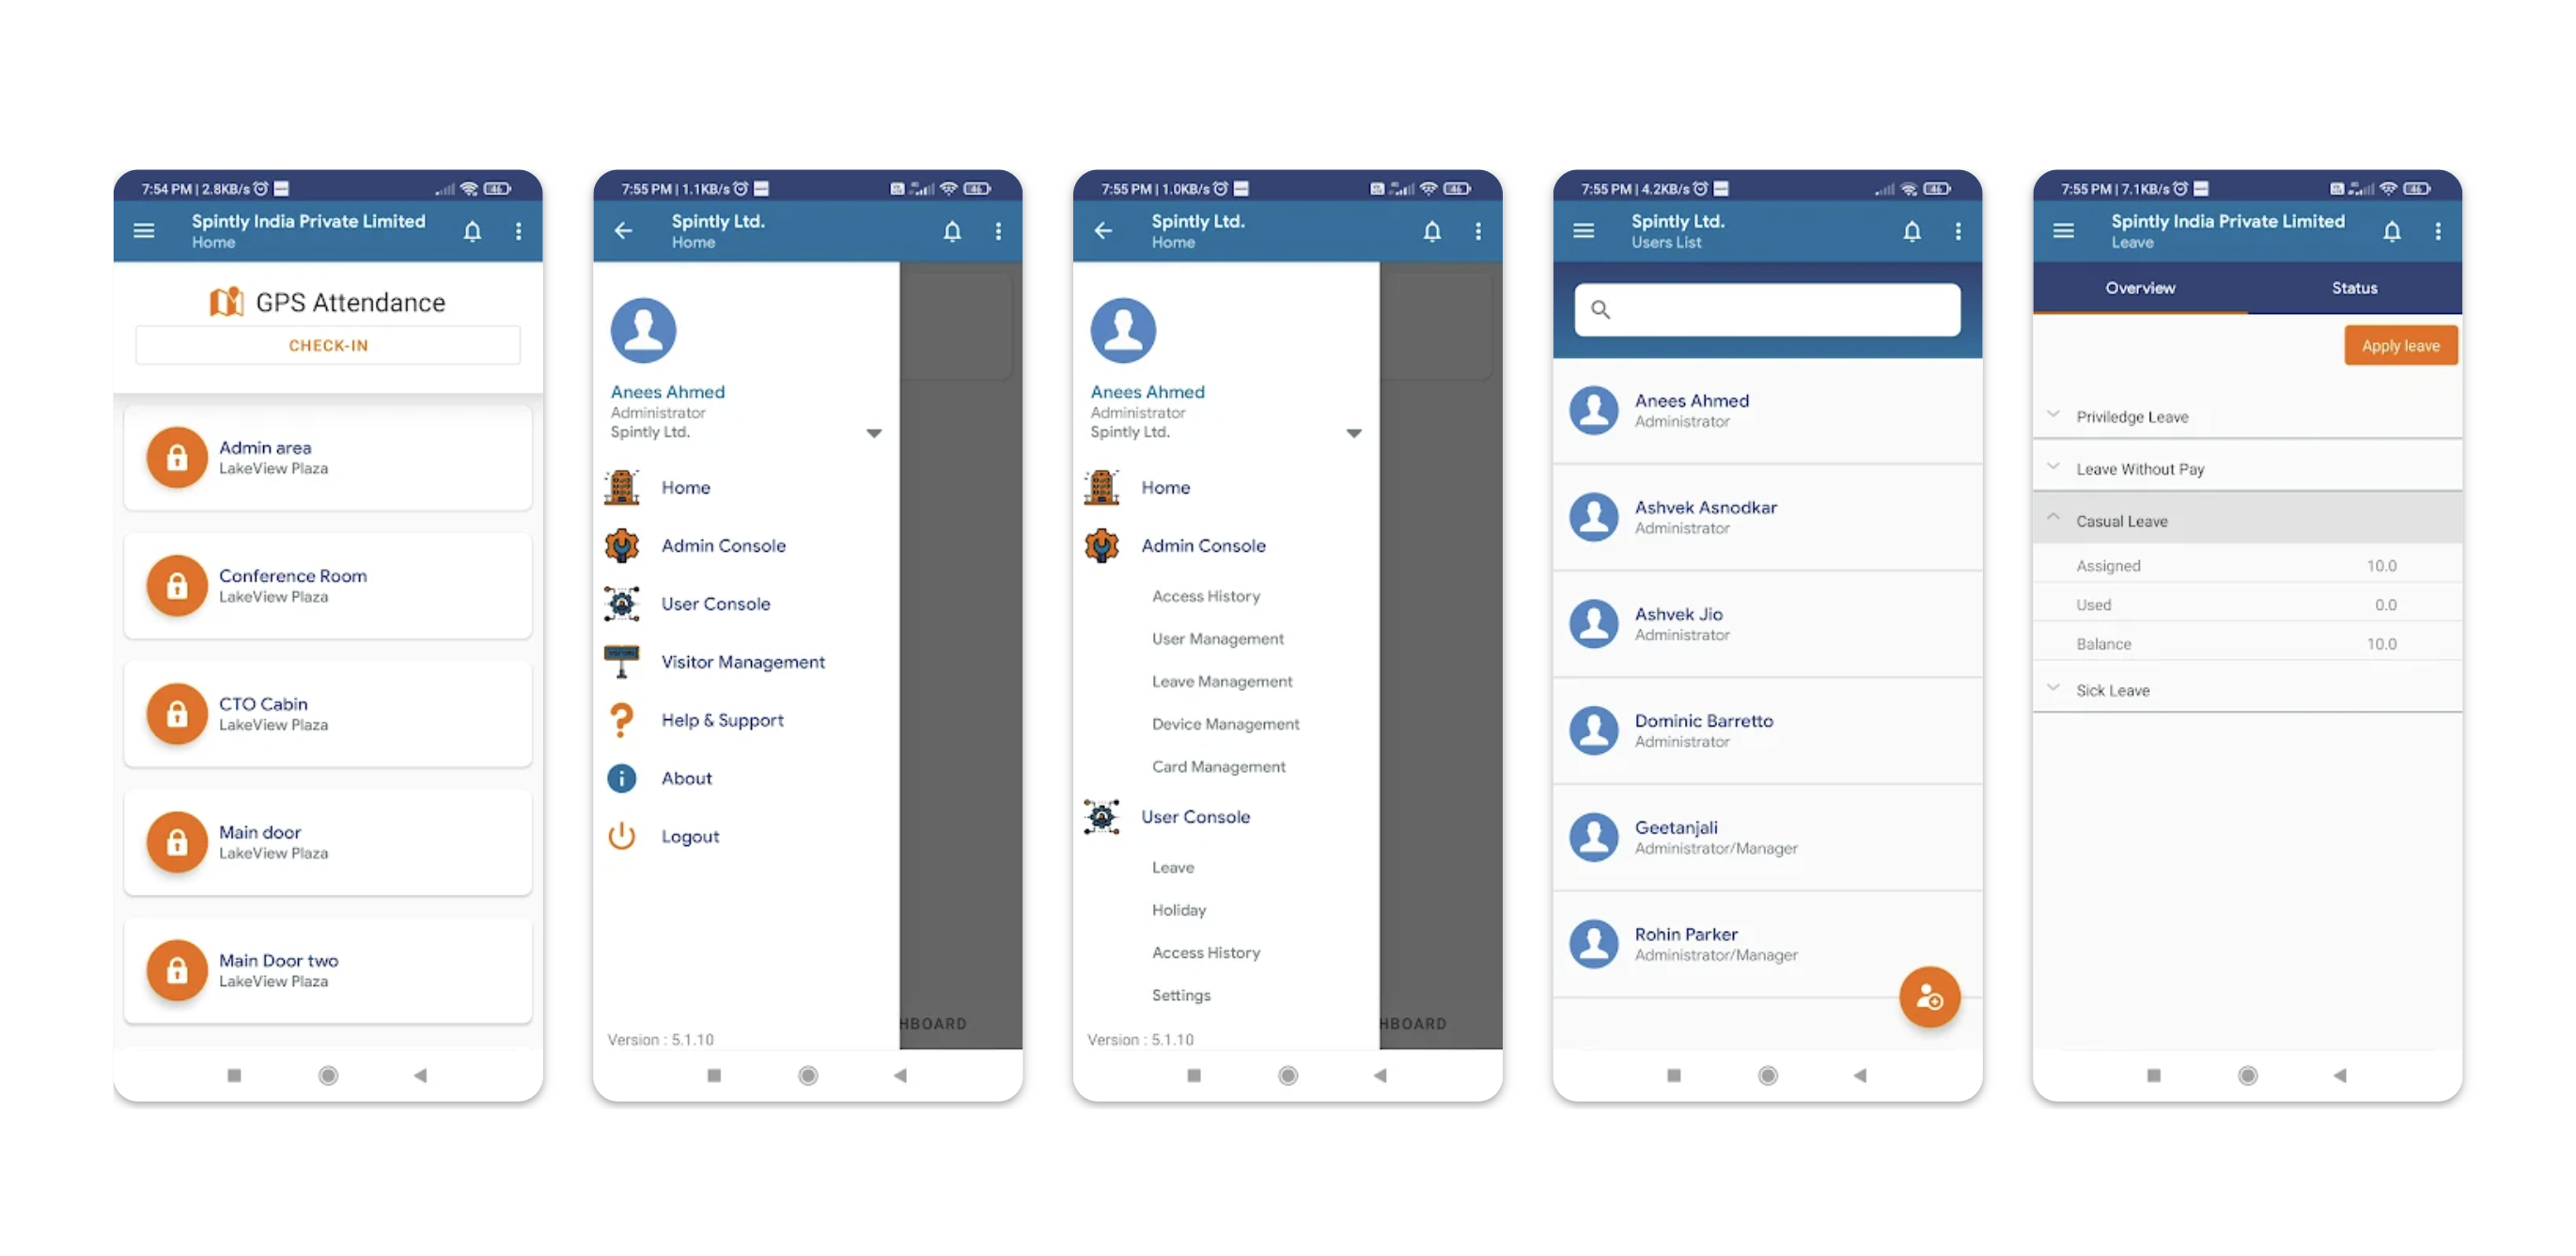 7:54 PM | 2.8KB/s
46
Spintly India Private Limited
Home
GPS Attendance
CHECK-IN
Admin area
LakeView Plaza
Conference Room
LakeView Plaza
CTO Cabin
LakeView Plaza
Main door
LakeView Plaza
Main Door two
LakeView Plaza
7:55 PM | 1.1KB/s
46
Spintly Ltd.
Home
Anees Ahmed
Administrator
Spintly Ltd.
Home
Admin Console
User Console
Visitor Management
Help & Support
About
Logout
HBOARD
Version : 5.1.10
7:55 PM | 1.0KB/s
46
Spintly Ltd.
Home
Anees Ahmed
Administrator
Spintly Ltd.
Home
Admin Console
Access History
User Management
Leave Management
Device Management
Card Management
User Console
Leave
Holiday
Access History
Settings
HBOARD
Version : 5.1.10
7:55 PM | 4.2KB/s
46
Spintly Ltd.
Users List
Anees Ahmed
Administrator
Ashvek Asnodkar
Administrator
Ashvek Jio
Administrator
Dominic Barretto
Administrator
Geetanjali
Administrator/Manager
Rohin Parker
Administrator/Manager
7:55 PM | 7.1KB/s
46
Spintly India Private Limited
Leave
Overview
Status
Apply leave
Priviledge Leave
Leave Without Pay
Casual Leave
Assigned 10.0
Used 0.0
Balance 10.0
Sick Leave